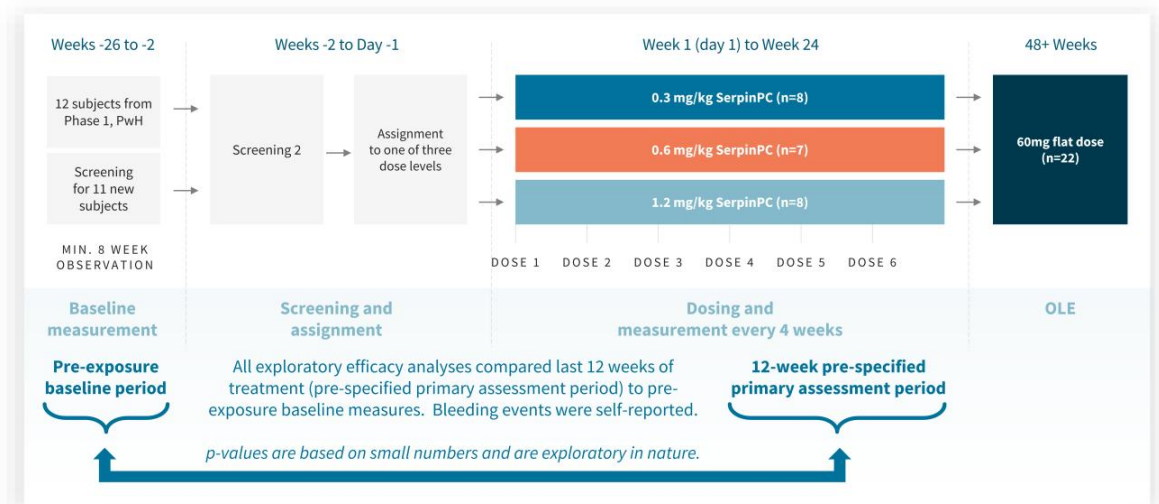 Weeks -26 to -2
Weeks -2 to Day -1
Week 1 (day 1) to Week 24
48+ Weeks
12 subjects from
Phase 1, PwH
Screening
for 11 new
subjects
Screening 2
Assignment
to one of three
dose levels
0.3 mg/kg SerpinPC (n=8)
0.6 mg/kg SerpinPC (n=7)
1.2 mg/kg SerpinPC (n=8)
60mg flat dose
(n=22)
MIN. 8 WEEK
OBSERVATION
DOSE 1
DOSE 2
DOSE 3
DOSE 4
DOSE 5
DOSE 6
Baseline
measurement
Screening and
assignment
Dosing and
measurement every 4 weeks
OLE
Pre-exposure
baseline period
All exploratory efficacy analyses compared last 12 weeks of
treatment (pre-specified primary assessment period) to pre-
exposure baseline measures. Bleeding events were self-reported.
12-week pre-specified
primary assessment period
p-values are based on small numbers and are exploratory in nature.